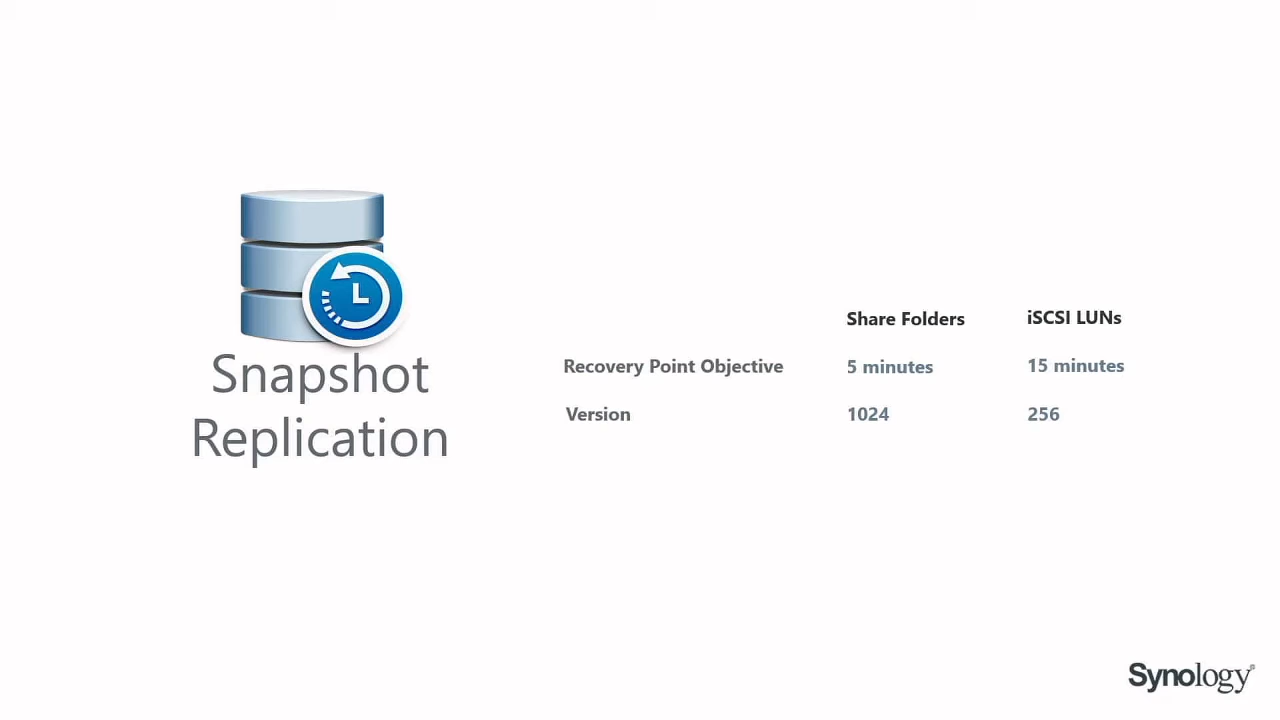 Snapshot
Replication
Share Folders iSCSI LUNs
Recovery Point Objective 5 minutes 15 minutes
Version 1024 256
Synology®